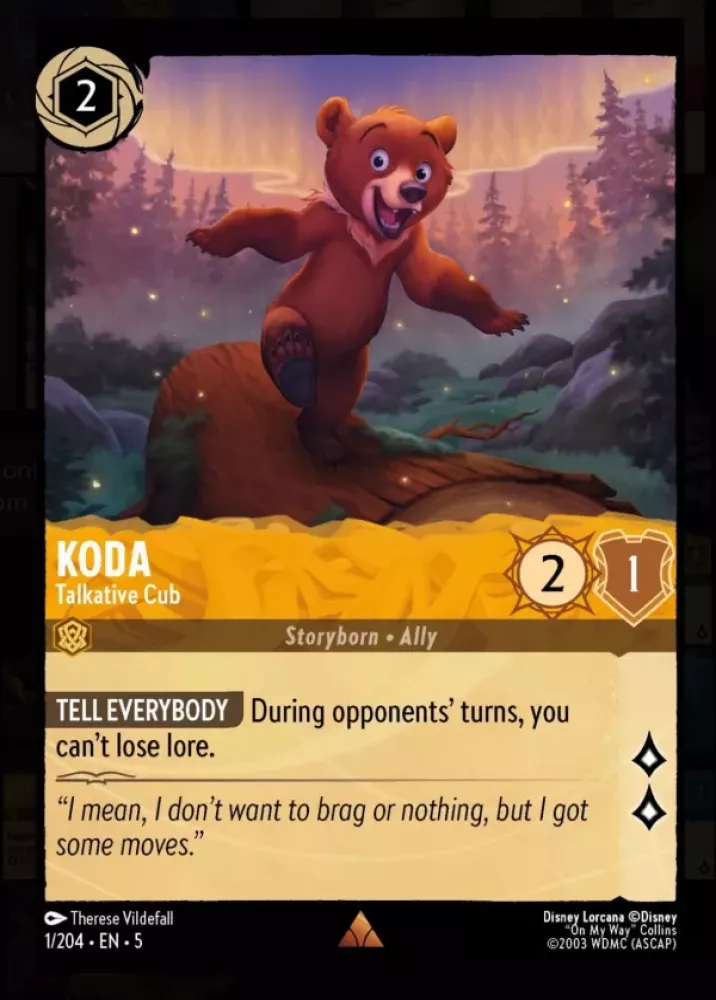 2
KODA
Talkative Cub
2
1
Storyborn • Ally
TELL EVERYBODY During opponents’ turns, you
can’t lose lore.
“I mean, I don’t want to brag or nothing, but I got
some moves.”
Therese Vildefall
1/204 • EN • 5
Disney Lorcana ©Disney
“On My Way” Collins
©2003 WDMC (ASCAP)